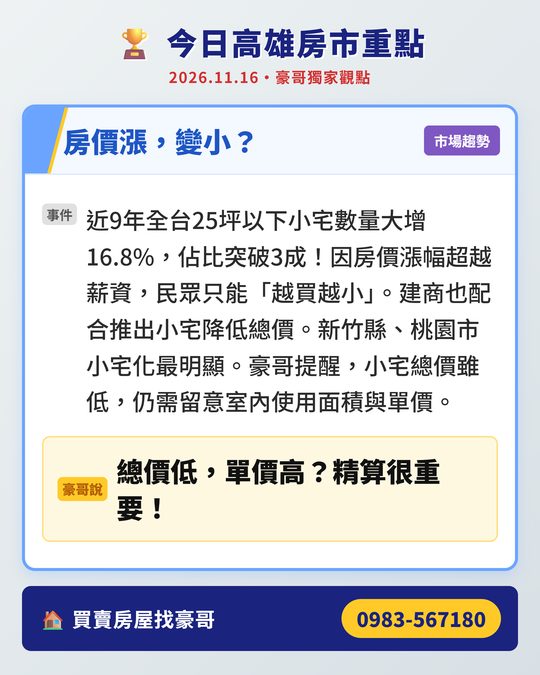 今日高雄房市重點
2026.11.16・豪哥獨家觀點
房價漲，變小？
市場趨勢
事件
近9年全台25坪以下小宅數量大增
16.8%，佔比突破3成！因房價漲幅超越
薪資，民眾只能「越買越小」。建商也配
合推出小宅降低總價。新竹縣、桃園市
小宅化最明顯。豪哥提醒，小宅總價雖
低，仍需留意室內使用面積與單價。
豪哥說
總價低，單價高？精算很重
要！
買賣房屋找豪哥
0983-567180